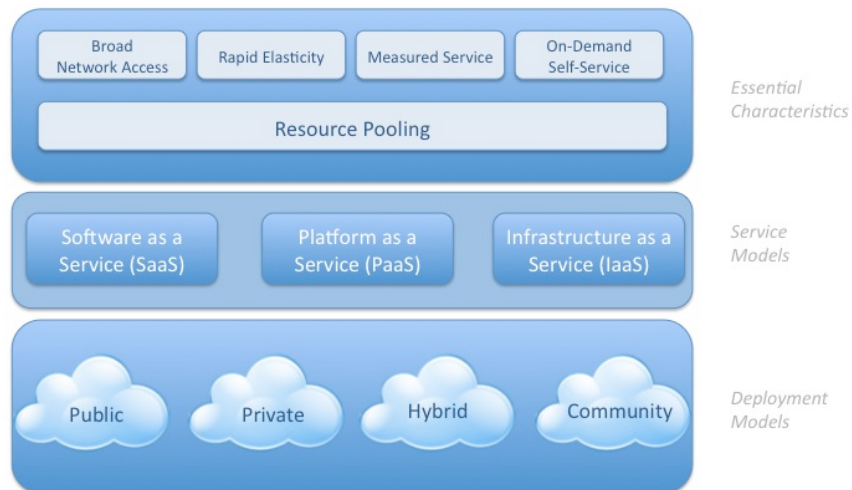 Broad
Network Access
Rapid Elasticity
Measured Service
On-Demand
Self-Service
Resource Pooling
Essential
Characteristics
Software as a
Service (SaaS)
Platform as a
Service (PaaS)
Infrastructure as a
Service (IaaS)
Service
Models
Public
Private
Hybrid
Community
Deployment
Models